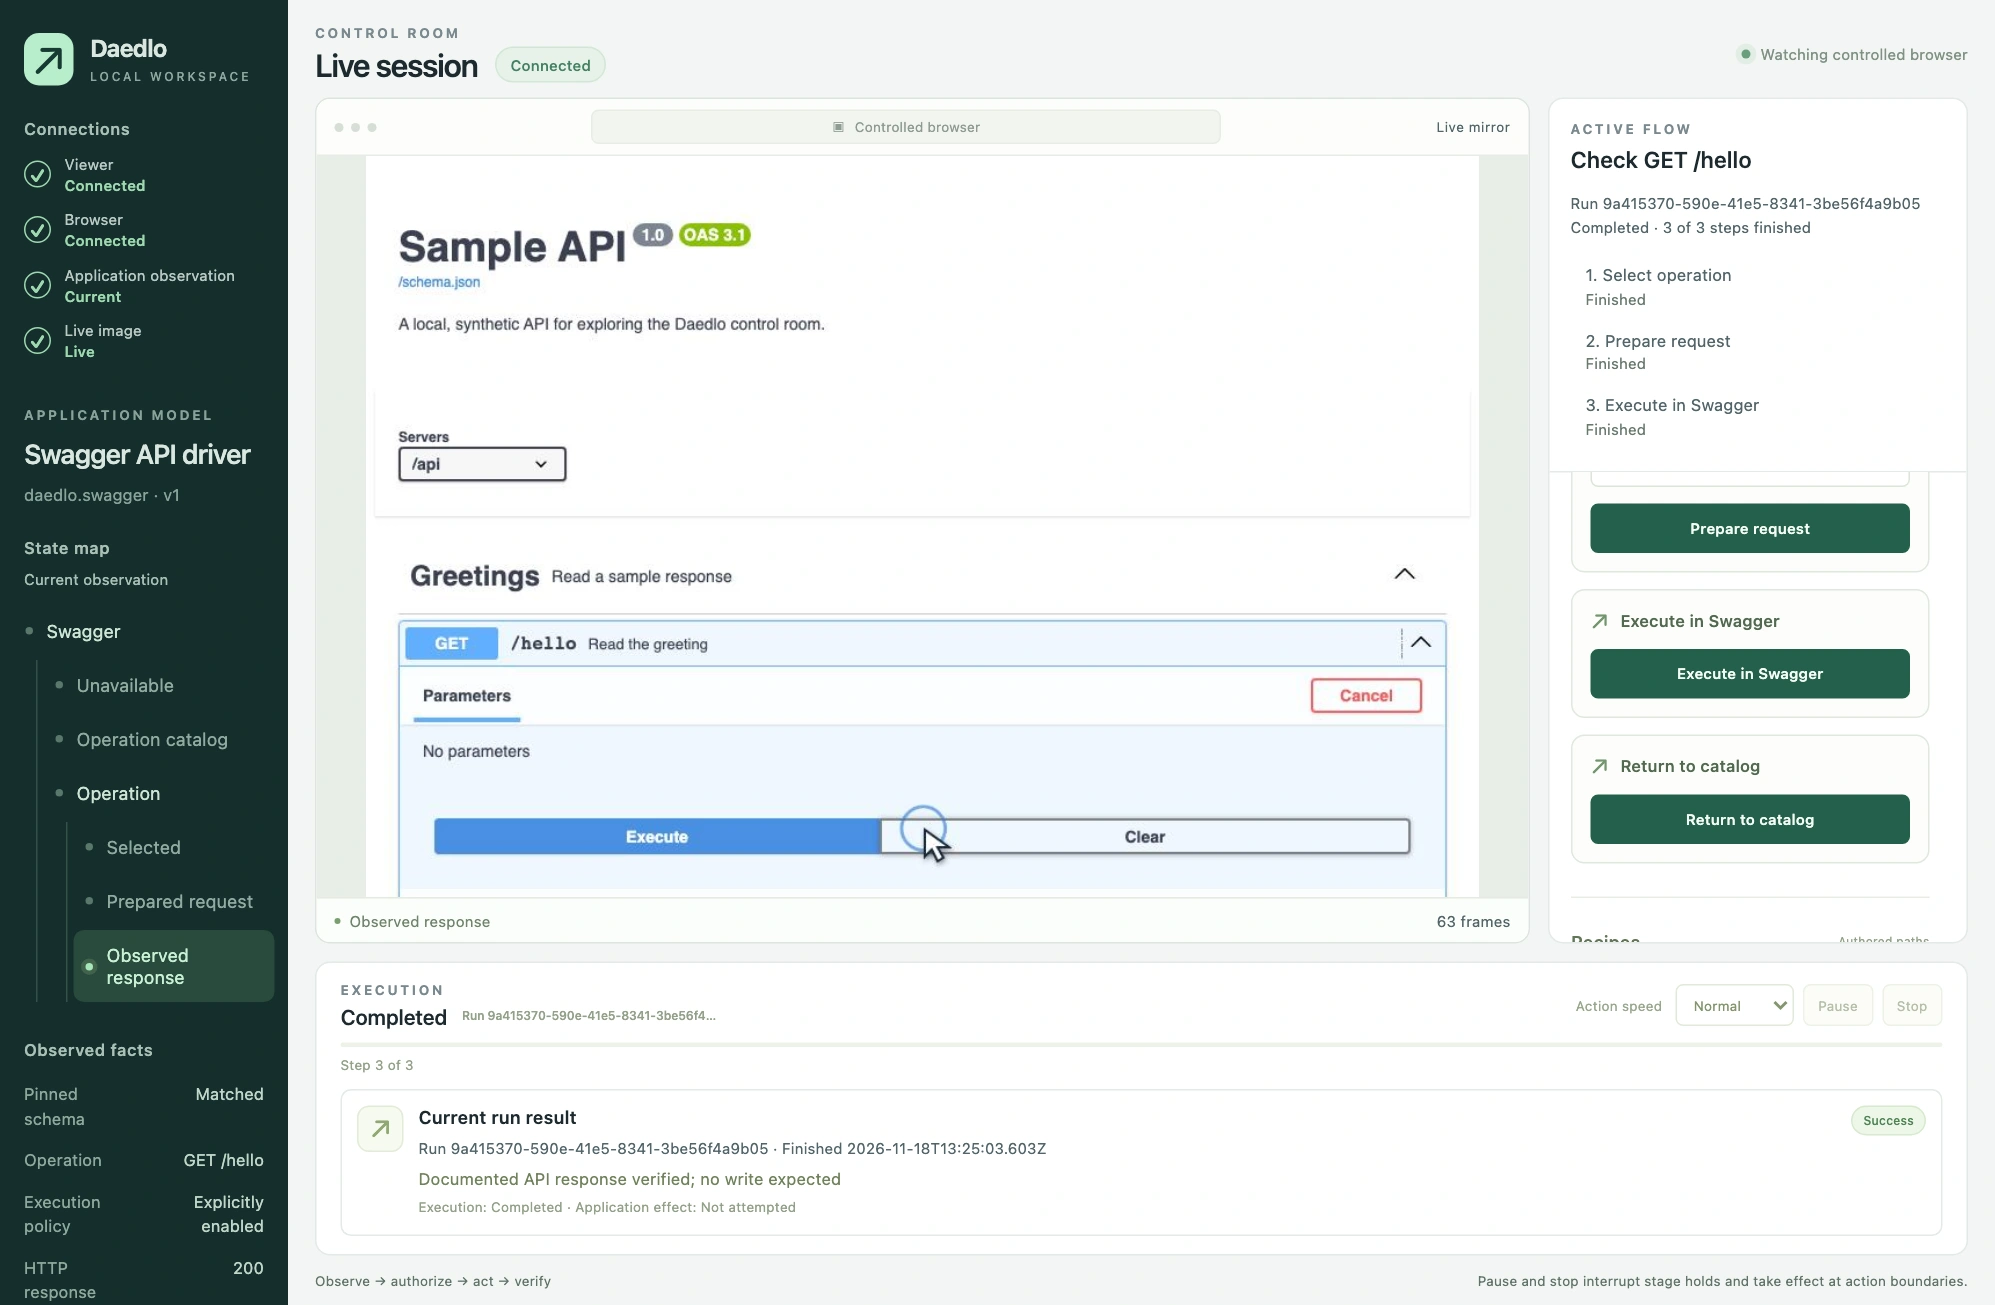 Daedlo
LOCAL WORKSPACE
Connections
Viewer
Connected
Browser
Connected
Application observation
Current
Live image
Live
APPLICATION MODEL
Swagger API driver
daedlo.swagger · v1
State map
Current observation
Swagger
Unavailable
Operation catalog
Operation
Selected
Prepared request
Observed
response
Observed facts
Pinned Matched
schema
Operation GET /hello
Execution Explicitly
policy enabled
HTTP 200
response
CONTROL ROOM
Live session Connected
Watching controlled browser
Controlled browser
Live mirror
Sample API 1.0 OAS 3.1
/schema.json
A local, synthetic API for exploring the Daedlo control room.
Servers
/api
Greetings Read a sample response
GET /hello Read the greeting
Parameters Cancel
No parameters
Execute Clear
Observed response 63 frames
ACTIVE FLOW
Check GET /hello
Run 9a415370-590e-41e5-8341-3be56f4a9b05
Completed · 3 of 3 steps finished
1. Select operation
Finished
2. Prepare request
Finished
3. Execute in Swagger
Finished
Prepare request
Execute in Swagger
Execute in Swagger
Return to catalog
Return to catalog
Recipes Authored paths
EXECUTION
Completed Run 9a415370-590e-41e5-8341-3be56f4...
Action speed Normal Pause Stop
Step 3 of 3
Current run result Success
Run 9a415370-590e-41e5-8341-3be56f4a9b05 · Finished 2026-11-18T13:25:03.603Z
Documented API response verified; no write expected
Execution: Completed · Application effect: Not attempted
Observe → authorize → act → verify
Pause and stop interrupt stage holds and take effect at action boundaries.